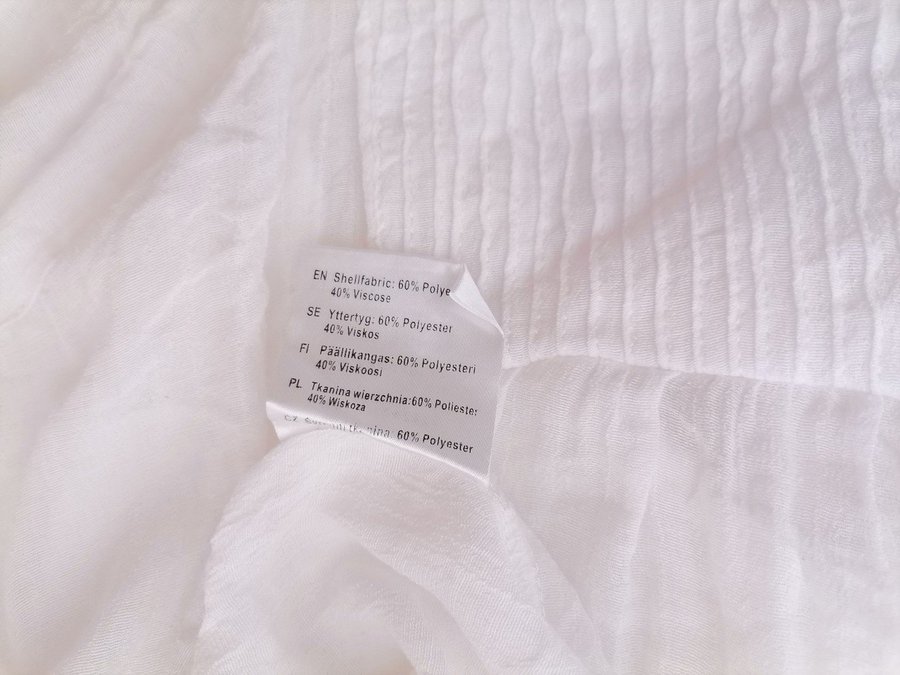 EN Shellfabric: 60% Polye
40% Viscose
SE Yttertyg: 60% Polyester
40% Viskos
FI Päällikangas: 60% Polyesteri
40% Viskoosi
PL Tkanina wierzchnia:60% Poliester
40% Wiskoza
CZ 60% Polyester